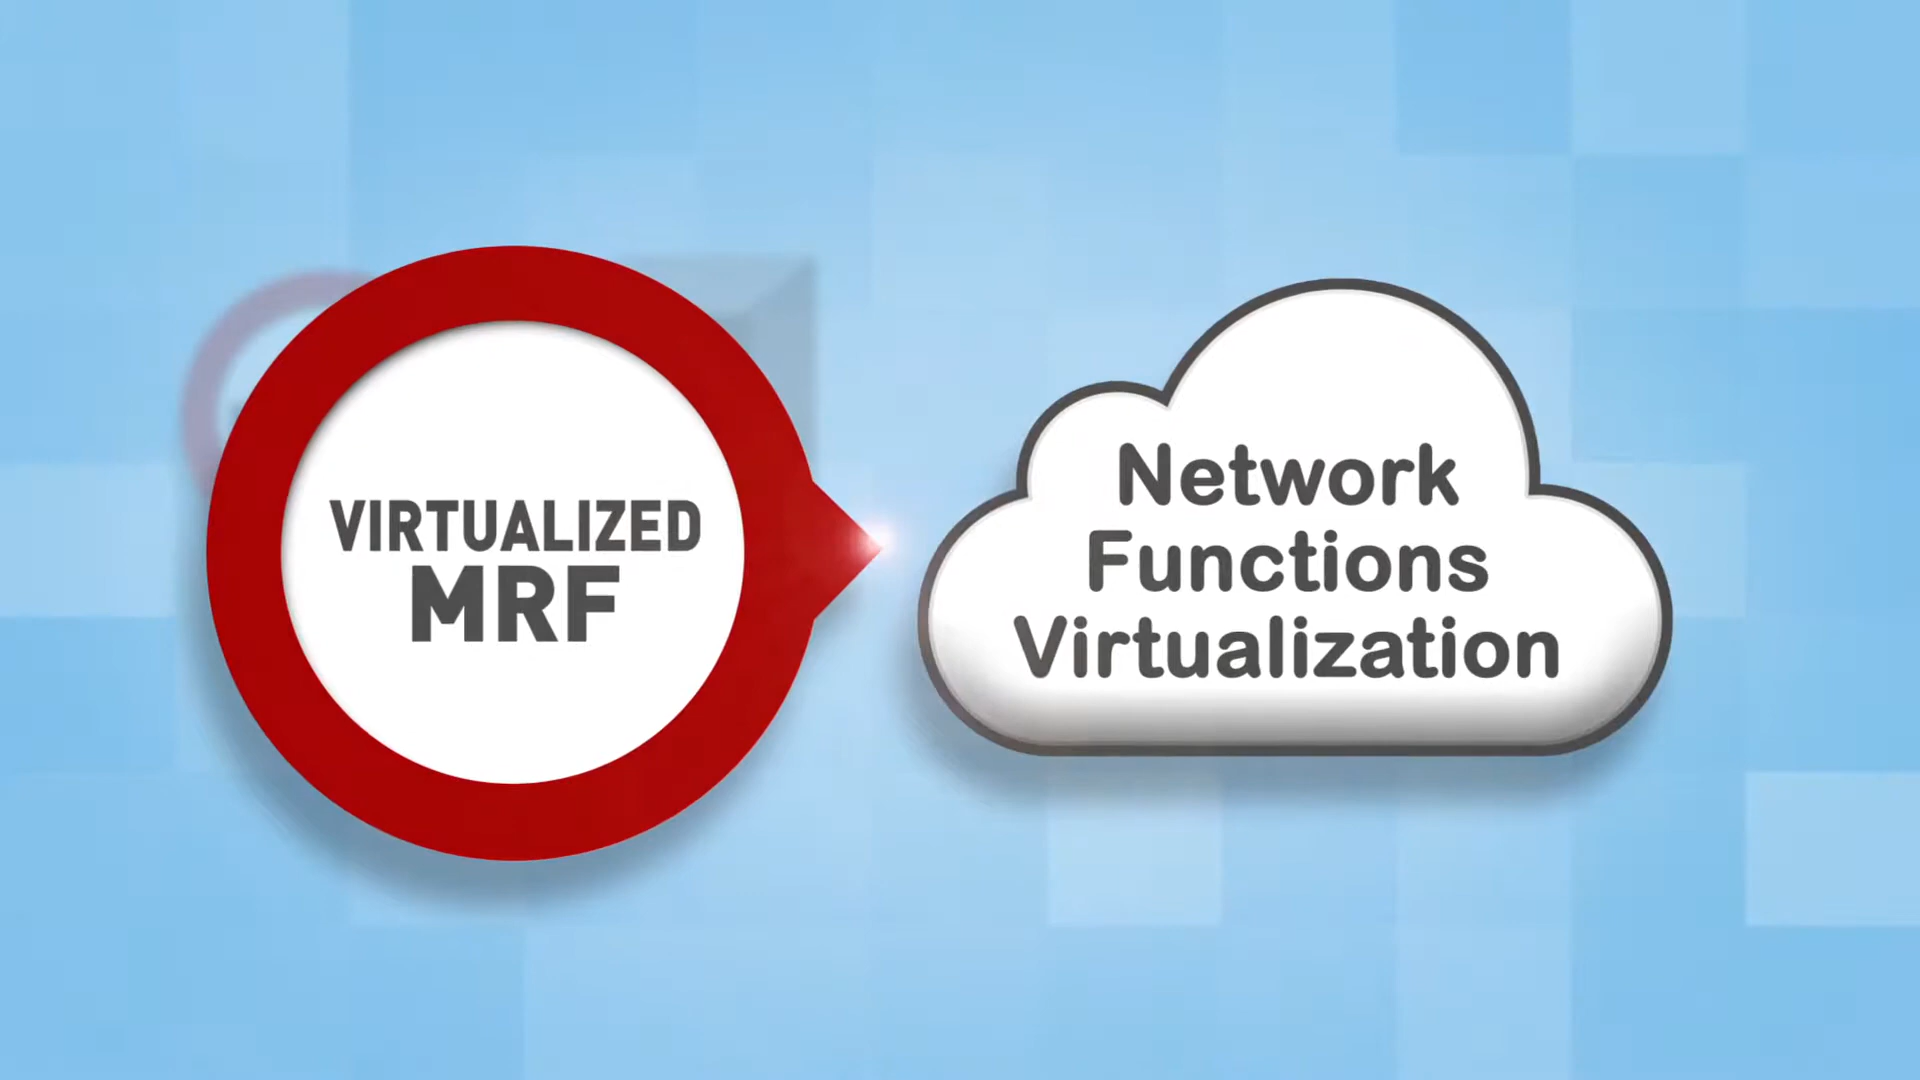 VIRTUALIZED
MRF
Network
Functions
Virtualization